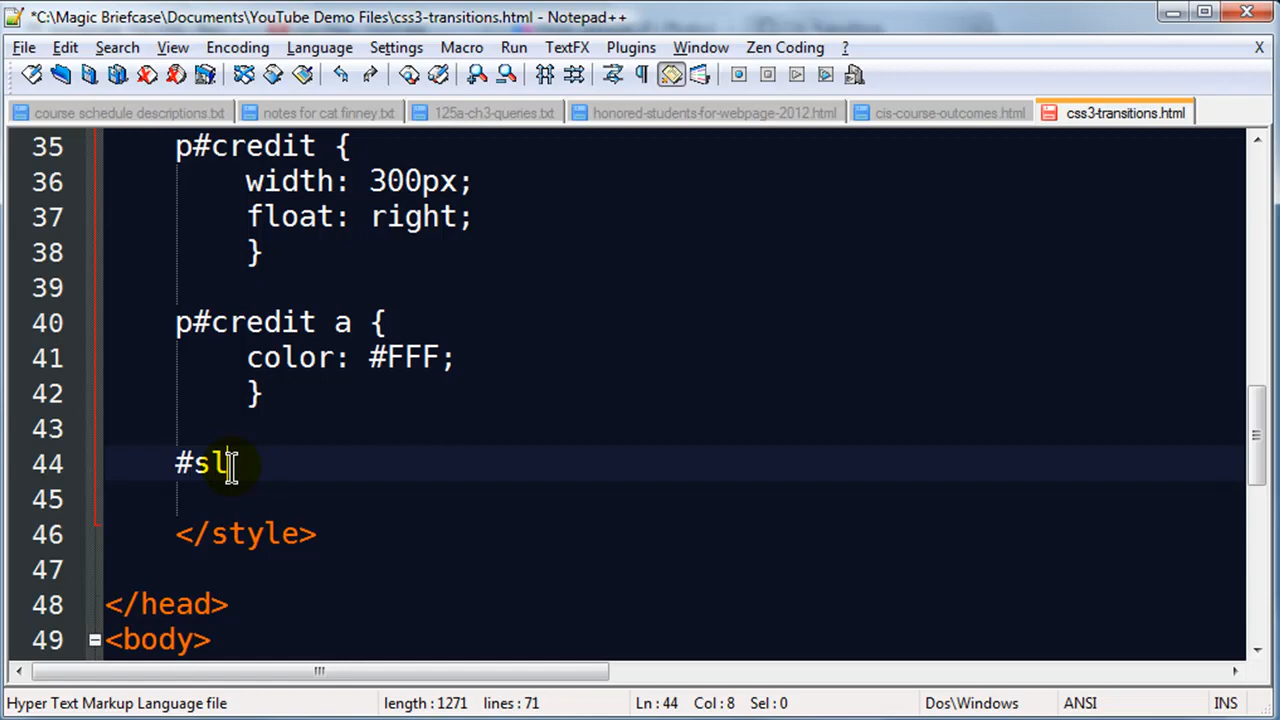 *C:\Magic Briefcase\Documents\YouTube Demo Files\css3-transitions.html - Notepad++
File Edit Search View Encoding Language Settings Macro Run TextFX Plugins Window Zen Coding ? X
course schedule descriptions.txt notes for cat finney.txt 125a-ch3-queries.txt honored-students-for-webpage-2012.html cis-course-outcomes.html css3-transitions.html
35 p#credit {
36 width: 300px;
37 float: right;
38 }
39
40 p#credit a {
41 color: #FFF;
42 }
43
44 #sl
45
46 </style>
47
48 </head>
49 <body>
Hyper Text Markup Language file length : 1271 lines : 71 Ln : 44 Col : 8 Sel : 0 Dos\Windows ANSI INS